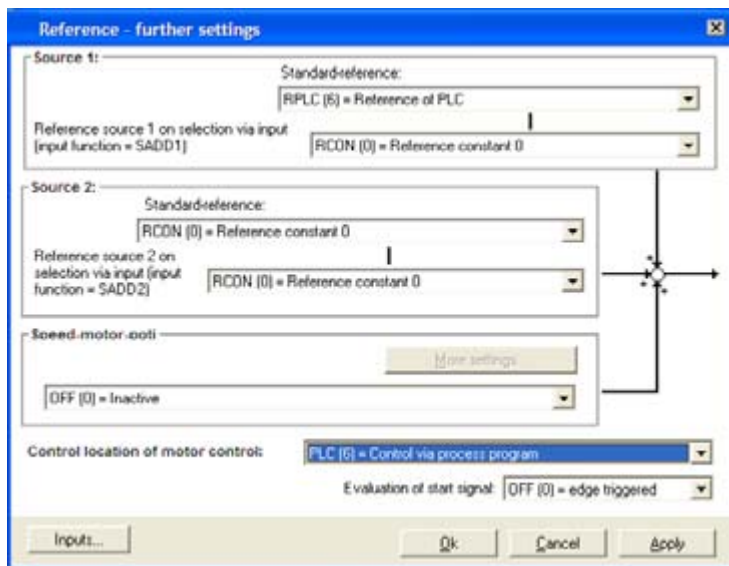 Reference - further settings
Source 1:
Standard-reference:
RPLC (6) = Reference of PLC
Reference source 1 on selection via input
(input function = SADD1)
RCON (0) = Reference constant 0
Source 2:
Standard-reference:
RCON (0) = Reference constant 0
Reference source 2 on
selection via input (input
function = SADD2)
RCON (0) = Reference constant 0
Speed-motor-poti
More settings
OFF (0) = Inactive
Control location of motor control:
PLC (6) = Control via process program
Evaluation of start signal:
OFF (0) = edge triggered
Inputs...
Ok
Cancel
Apply